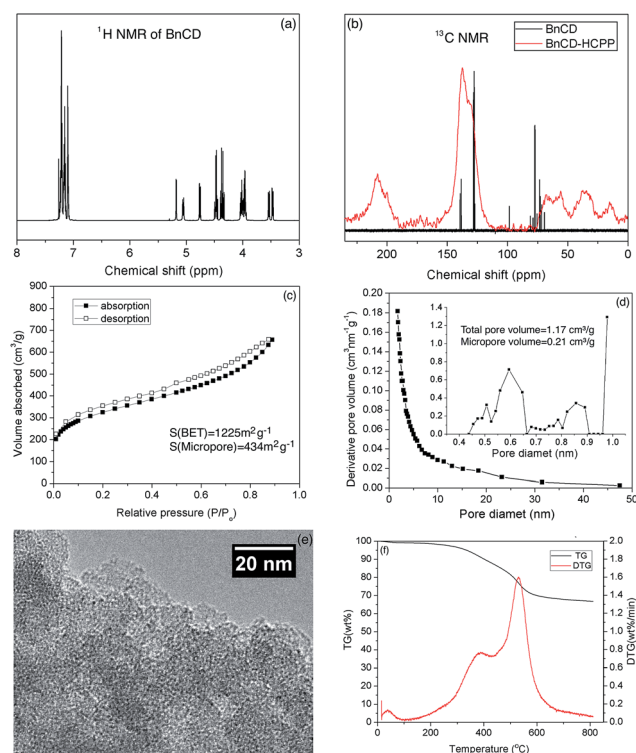 (a)
¹H NMR of BnCD
8 7 6 5 4 3
Chemical shift (ppm)
(b)
¹³C NMR
BnCD
BnCD-HCPP
200 150 100 50 0
Chemical shift (ppm)
(c)
absorption
desorption
Volume absorbed (cm³/g)
900
800
700
600
500
400
300
200
100
0
S(BET)=1225m²g⁻¹
S(Micropore)=434m²g⁻¹
0.0 0.2 0.4 0.6 0.8 1.0
Relative pressure (P/Pₒ)
(d)
Derivative pore volume (cm³nm⁻¹g⁻¹)
0.20
0.18
0.16
0.14
0.12
0.10
0.08
0.06
0.04
0.02
0.00
1.4
1.2
1.0
0.8
0.6
0.4
0.2
0.0
Total pore volume=1.17 cm³/g
Micropore volume=0.21 cm³/g
0.4 0.5 0.6 0.7 0.8 0.9 1.0
Pore diamet (nm)
0 10 20 30 40 50
Pore diamet (nm)
(e)
20 nm
(f)
TG
DTG
TG(wt%)
100
90
80
70
60
50
40
30
20
10
0
DTG(wt%/min)
2.0
1.8
1.6
1.4
1.2
1.0
0.8
0.6
0.4
0.2
0.0
0 200 400 600 800
Temperature (°C)